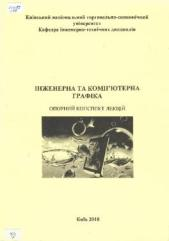 Київський національний торговельно-економічний
університет
Кафедра інженерно-технічних дисциплін
ІНЖЕНЕРНА ТА КОМП'ЮТЕРНА
ГРАФІКА
ОПОРНИЙ КОНСПЕКТ ЛЕКЦІЙ
Київ 2010